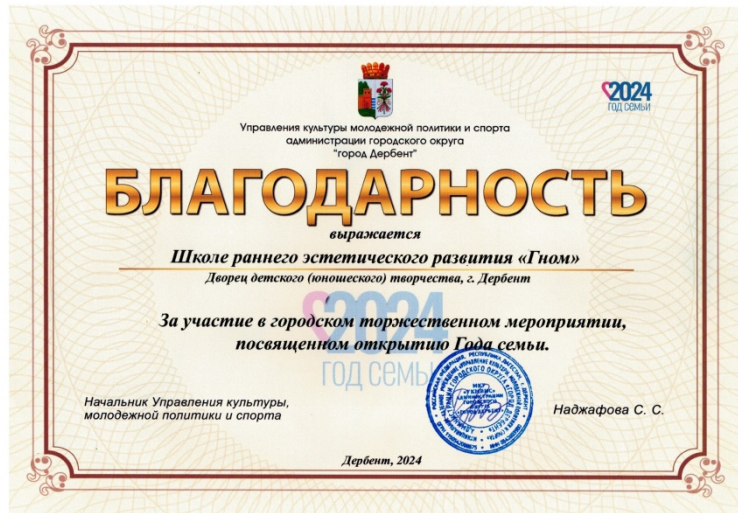 2024
ГОД СЕМЬИ
Управления культуры молодежной политики и спорта
администрации городского округа
"город Дербент"
БЛАГОДАРНОСТЬ
выражается
Школе раннего эстетического развития «Гном»
Дворец детского (юношеского) творчества, г. Дербент
2024
ГОД СЕМЬИ
За участие в городском торжественном мероприятии,
посвященном открытию Года семьи.
Начальник Управления культуры,
молодежной политики и спорта
Наджафова С. С.
Дербент, 2024